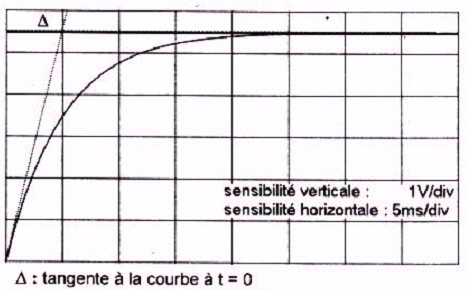 Δ
sensibilité verticale : 1V/div
sensibilité horizontale : 5ms/div
Δ : tangente à la courbe à t = 0